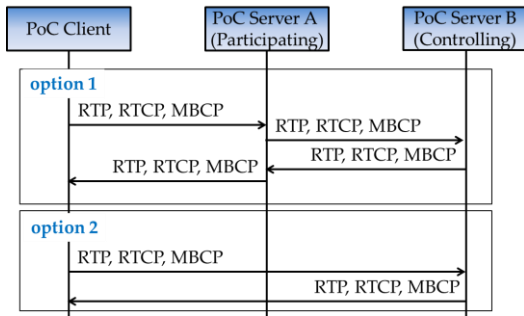 PoC Client
PoC Server A
(Participating)
PoC Server B
(Controlling)
option 1
RTP, RTCP, MBCP
RTP, RTCP, MBCP
RTP, RTCP, MBCP
RTP, RTCP, MBCP
option 2
RTP, RTCP, MBCP
RTP, RTCP, MBCP